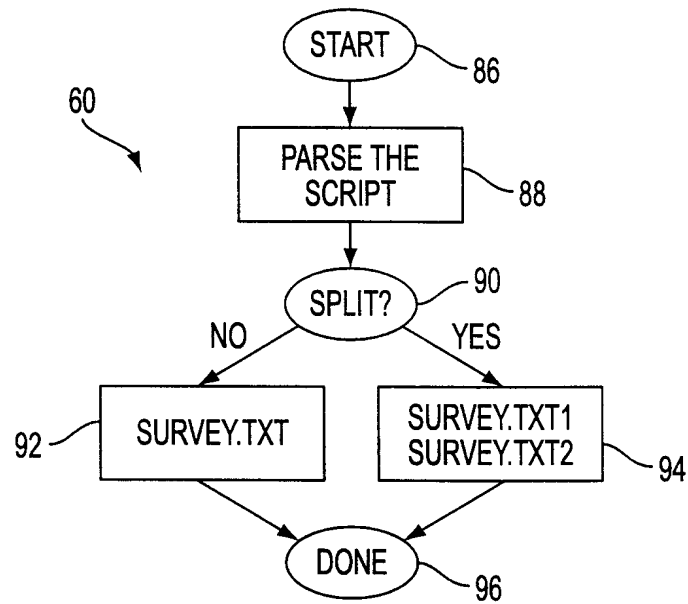 START
86
60
PARSE THE
SCRIPT
88
SPLIT?
90
NO
YES
92
SURVEY.TXT
SURVEY.TXT1
SURVEY.TXT2
94
DONE
96